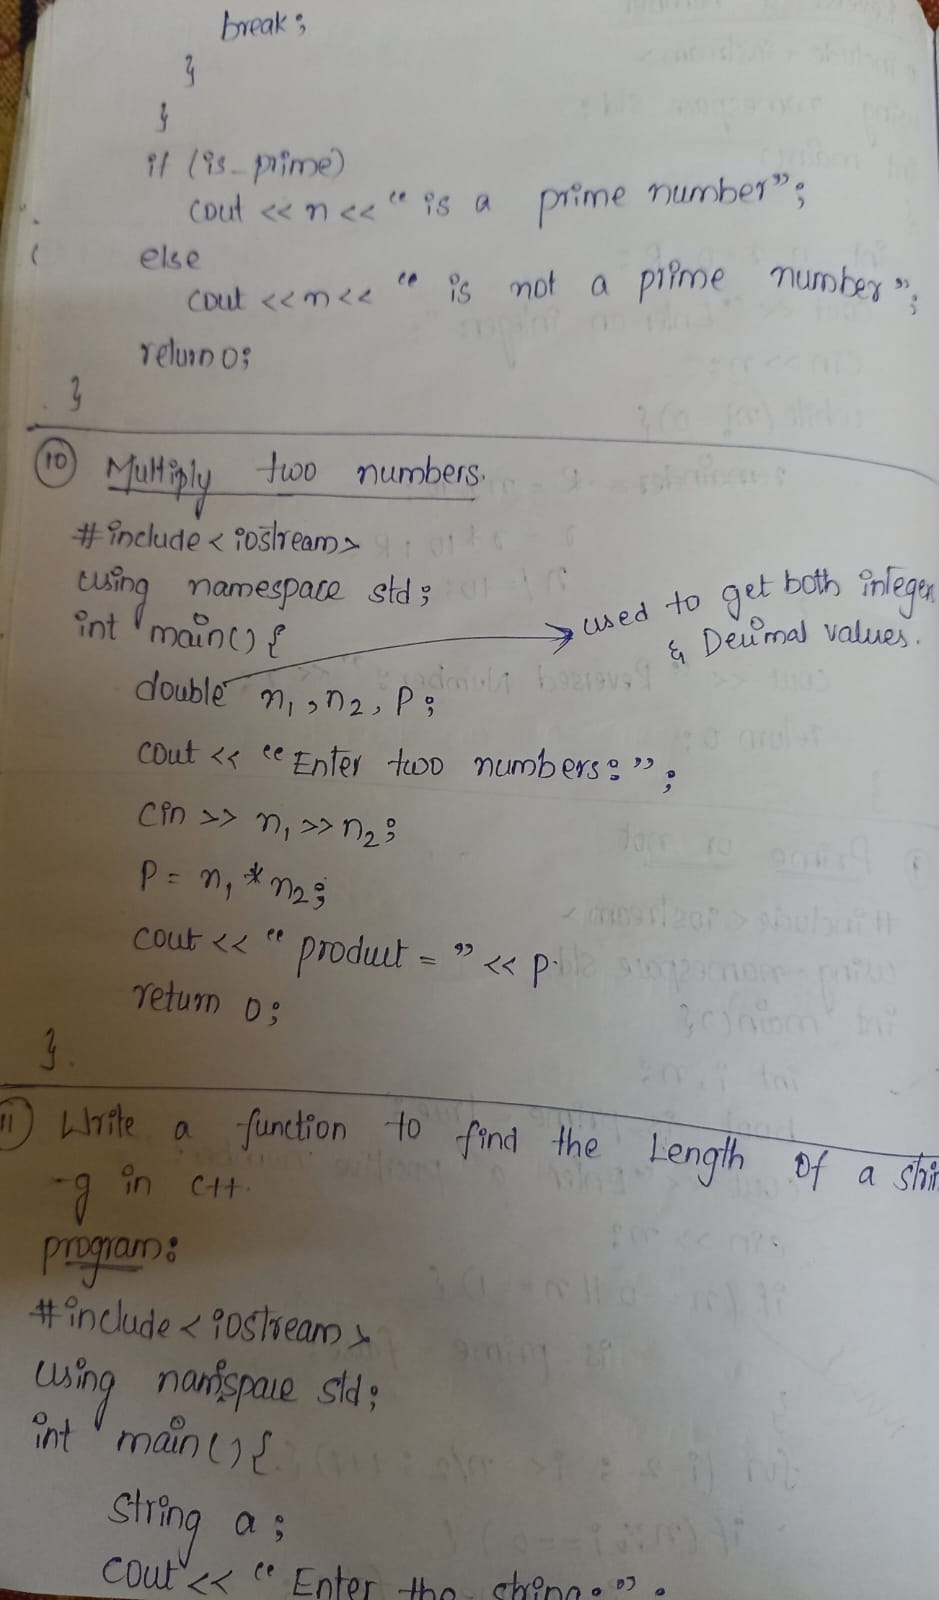 break;
}
}
if (is_prime)
cout << n << " is a prime number";
else
cout << n << " is not a prime number";
return 0;
}
10 Multiply two numbers.
#include <iostream>
using namespace std;
int main() {
used to get both integer
& Decimal values.
double n1, n2, P;
cout << "Enter two numbers: ";
cin >> n1 >> n2;
P = n1 * n2;
cout << " product = " << p.
return 0;
}.
11 Write a function to find the Length of a strin
-g in c++.
program:
#include <iostream>
using namespace std;
int main() {
string a;
cout << " Enter the string: ";